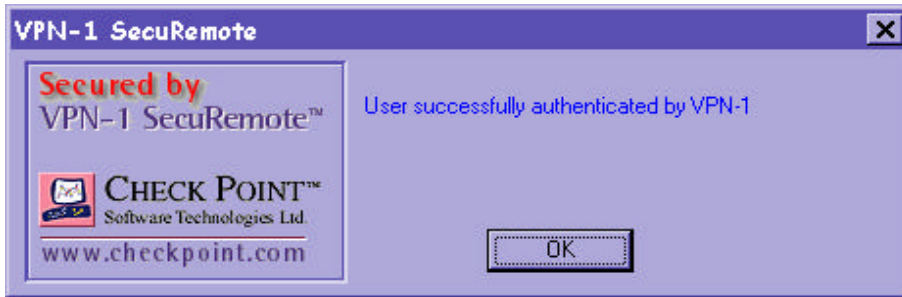 VPN-1 SecuRemote
Secured by
VPN-1 SecuRemote™
CHECK POINT™
Software Technologies Ltd.
www.checkpoint.com
User successfully authenticated by VPN-1
OK